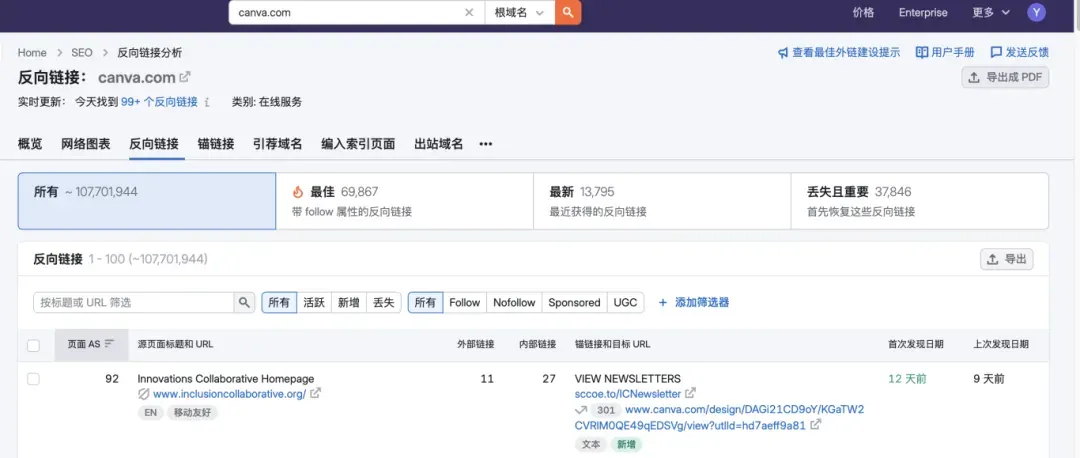 canva.com
根域名
价格
Enterprise
更多
Y
Home > SEO > 反向链接分析
查看最佳外链建设提示
用户手册
发送反馈
反向链接： canva.com
导出成 PDF
实时更新： 今天找到 99+ 个反向链接 i 类别: 在线服务
概览 网络图表 反向链接 锚链接 引荐域名 编入索引页面 出站域名 •••
所有 ~ 107,701,944
最佳 69,867
带 follow 属性的反向链接
最新 13,795
最近获得的反向链接
丢失且重要 37,846
首先恢复这些反向链接
反向链接 1 - 100 (~107,701,944)
导出
按标题或 URL 筛选
所有 活跃 新增 丢失
所有 Follow Nofollow Sponsored UGC
+ 添加筛选器
页面 AS 源页面标题和 URL 外部链接 内部链接 锚链接和目标 URL 首次发现日期 上次发现日期
92 Innovations Collaborative Homepage 11 27 VIEW NEWSLETTERS 12 天前 9 天前
www.inclusioncollaborative.org/
sccoe.to/ICNewsletter
EN 移动友好
301 www.canva.com/design/DAGi21CD9oY/KGaTW2
CVRlM0QE49qEDSVg/view?utlId=hd7aeff9a81
文本 新增